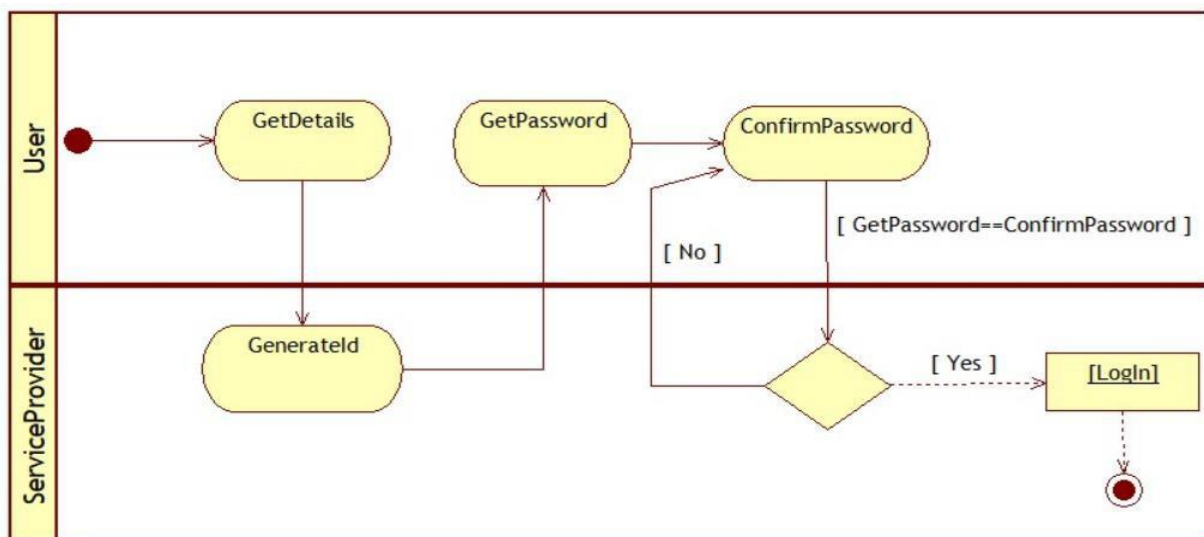 User
GetDetails
GetPassword
ConfirmPassword
[ GetPassword==ConfirmPassword ]
[ No ]
ServiceProvider
GenerateId
[ Yes ]
[LogIn]